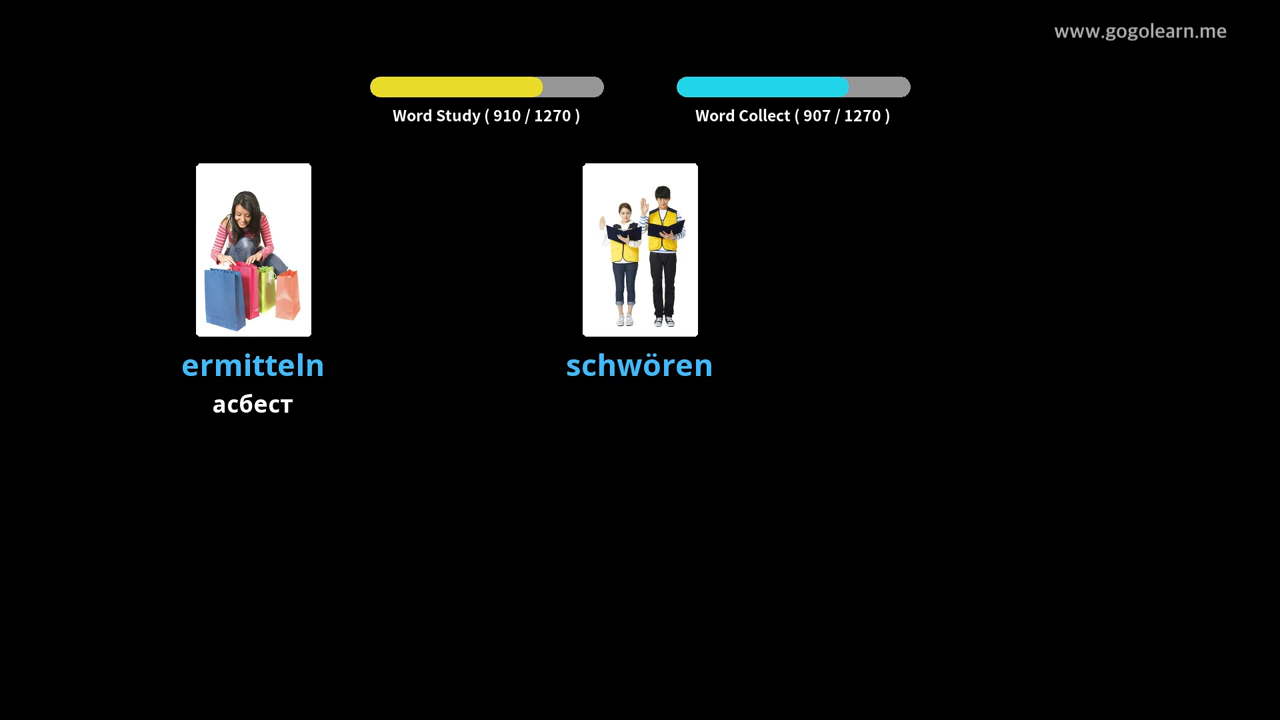 www.gogolearn.me
Word Study ( 910 / 1270 )
Word Collect ( 907 / 1270 )
ermitteln
schwören
асбест